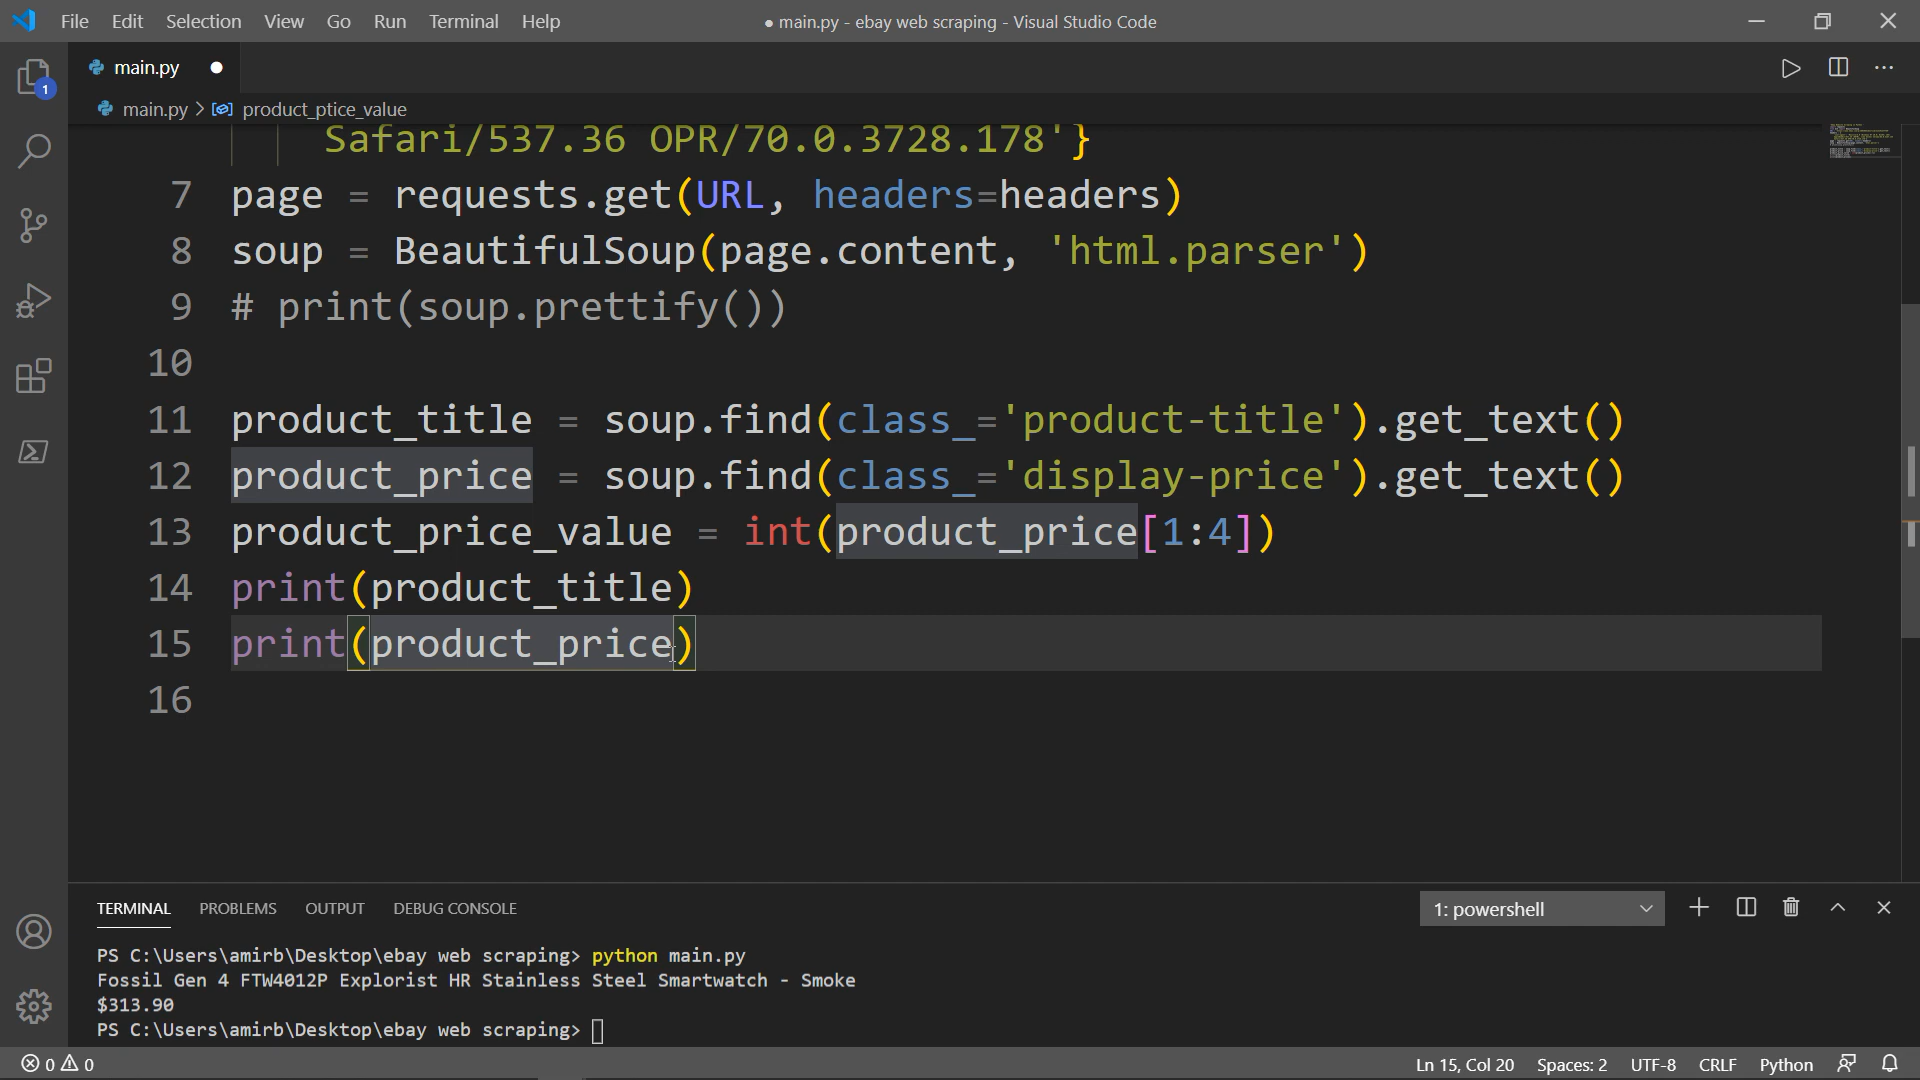 File Edit Selection View Go Run Terminal Help
● main.py - ebay web scraping - Visual Studio Code
1
main.py ●
main.py > product_ptice_value
Safari/537.36 OPR/70.0.3728.178'}
7 page = requests.get(URL, headers=headers)
8 soup = BeautifulSoup(page.content, 'html.parser')
9 # print(soup.prettify())
10
11 product_title = soup.find(class_='product-title').get_text()
12 product_price = soup.find(class_='display-price').get_text()
13 product_price_value = int(product_price[1:4])
14 print(product_title)
15 print(product_price)
16
TERMINAL PROBLEMS OUTPUT DEBUG CONSOLE
1: powershell
PS C:\Users\amirb\Desktop\ebay web scraping> python main.py
Fossil Gen 4 FTW4012P Explorist HR Stainless Steel Smartwatch - Smoke
$313.90
PS C:\Users\amirb\Desktop\ebay web scraping>
0 0
Ln 15, Col 20 Spaces: 2 UTF-8 CRLF Python